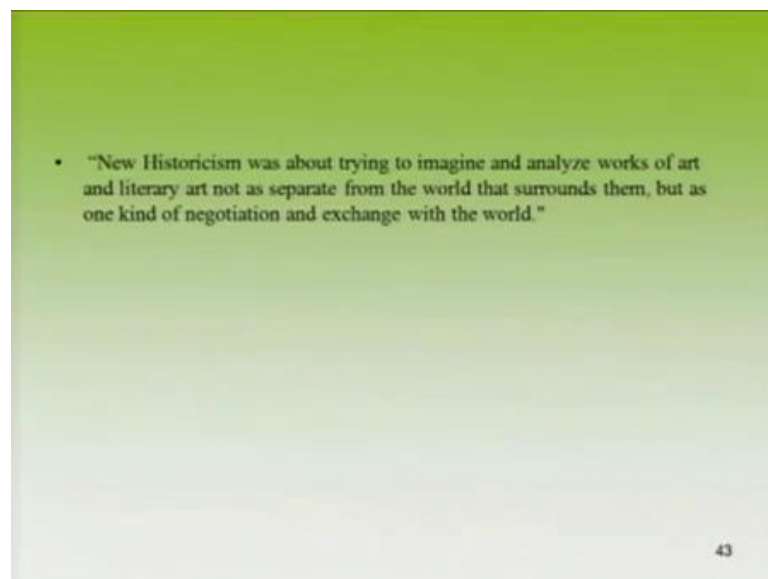 • "New Historicism was about trying to imagine and analyze works of art
and literary art not as separate from the world that surrounds them, but as
one kind of negotiation and exchange with the world."
43